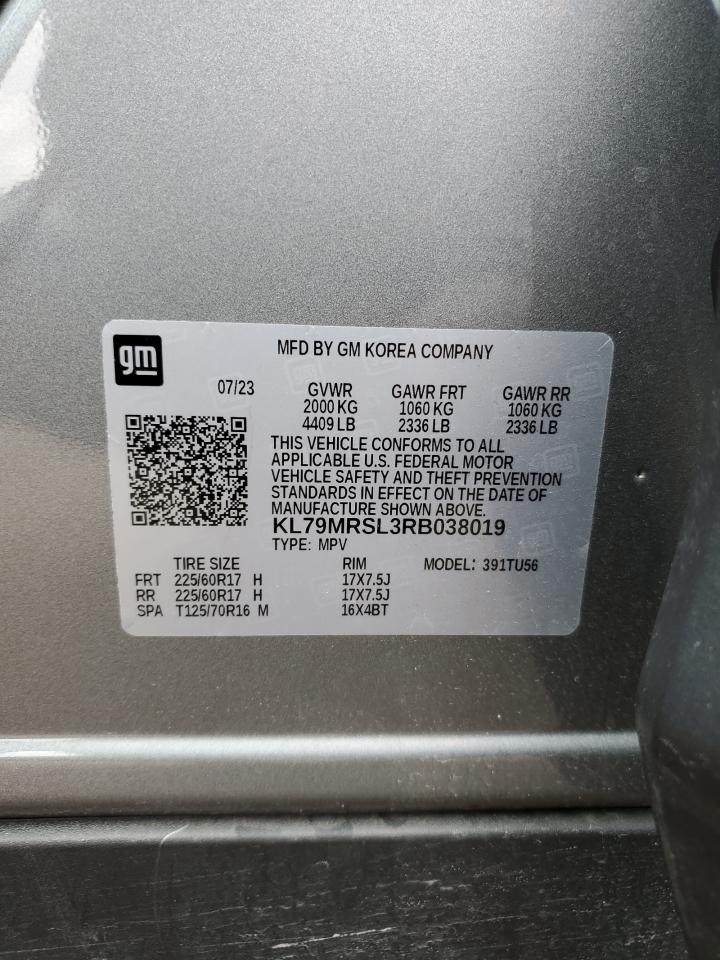 gm
MFD BY GM KOREA COMPANY
07/23 GVWR GAWR FRT GAWR RR
2000 KG 1060 KG 1060 KG
4409 LB 2336 LB 2336 LB
THIS VEHICLE CONFORMS TO ALL
APPLICABLE U.S. FEDERAL MOTOR
VEHICLE SAFETY AND THEFT PREVENTION
STANDARDS IN EFFECT ON THE DATE OF
MANUFACTURE SHOWN ABOVE.
KL79MRSL3RB038019
TYPE: MPV
TIRE SIZE RIM MODEL: 391TU56
FRT 225/60R17 H 17X7.5J
RR 225/60R17 H 17X7.5J
SPA T125/70R16 M 16X4BT